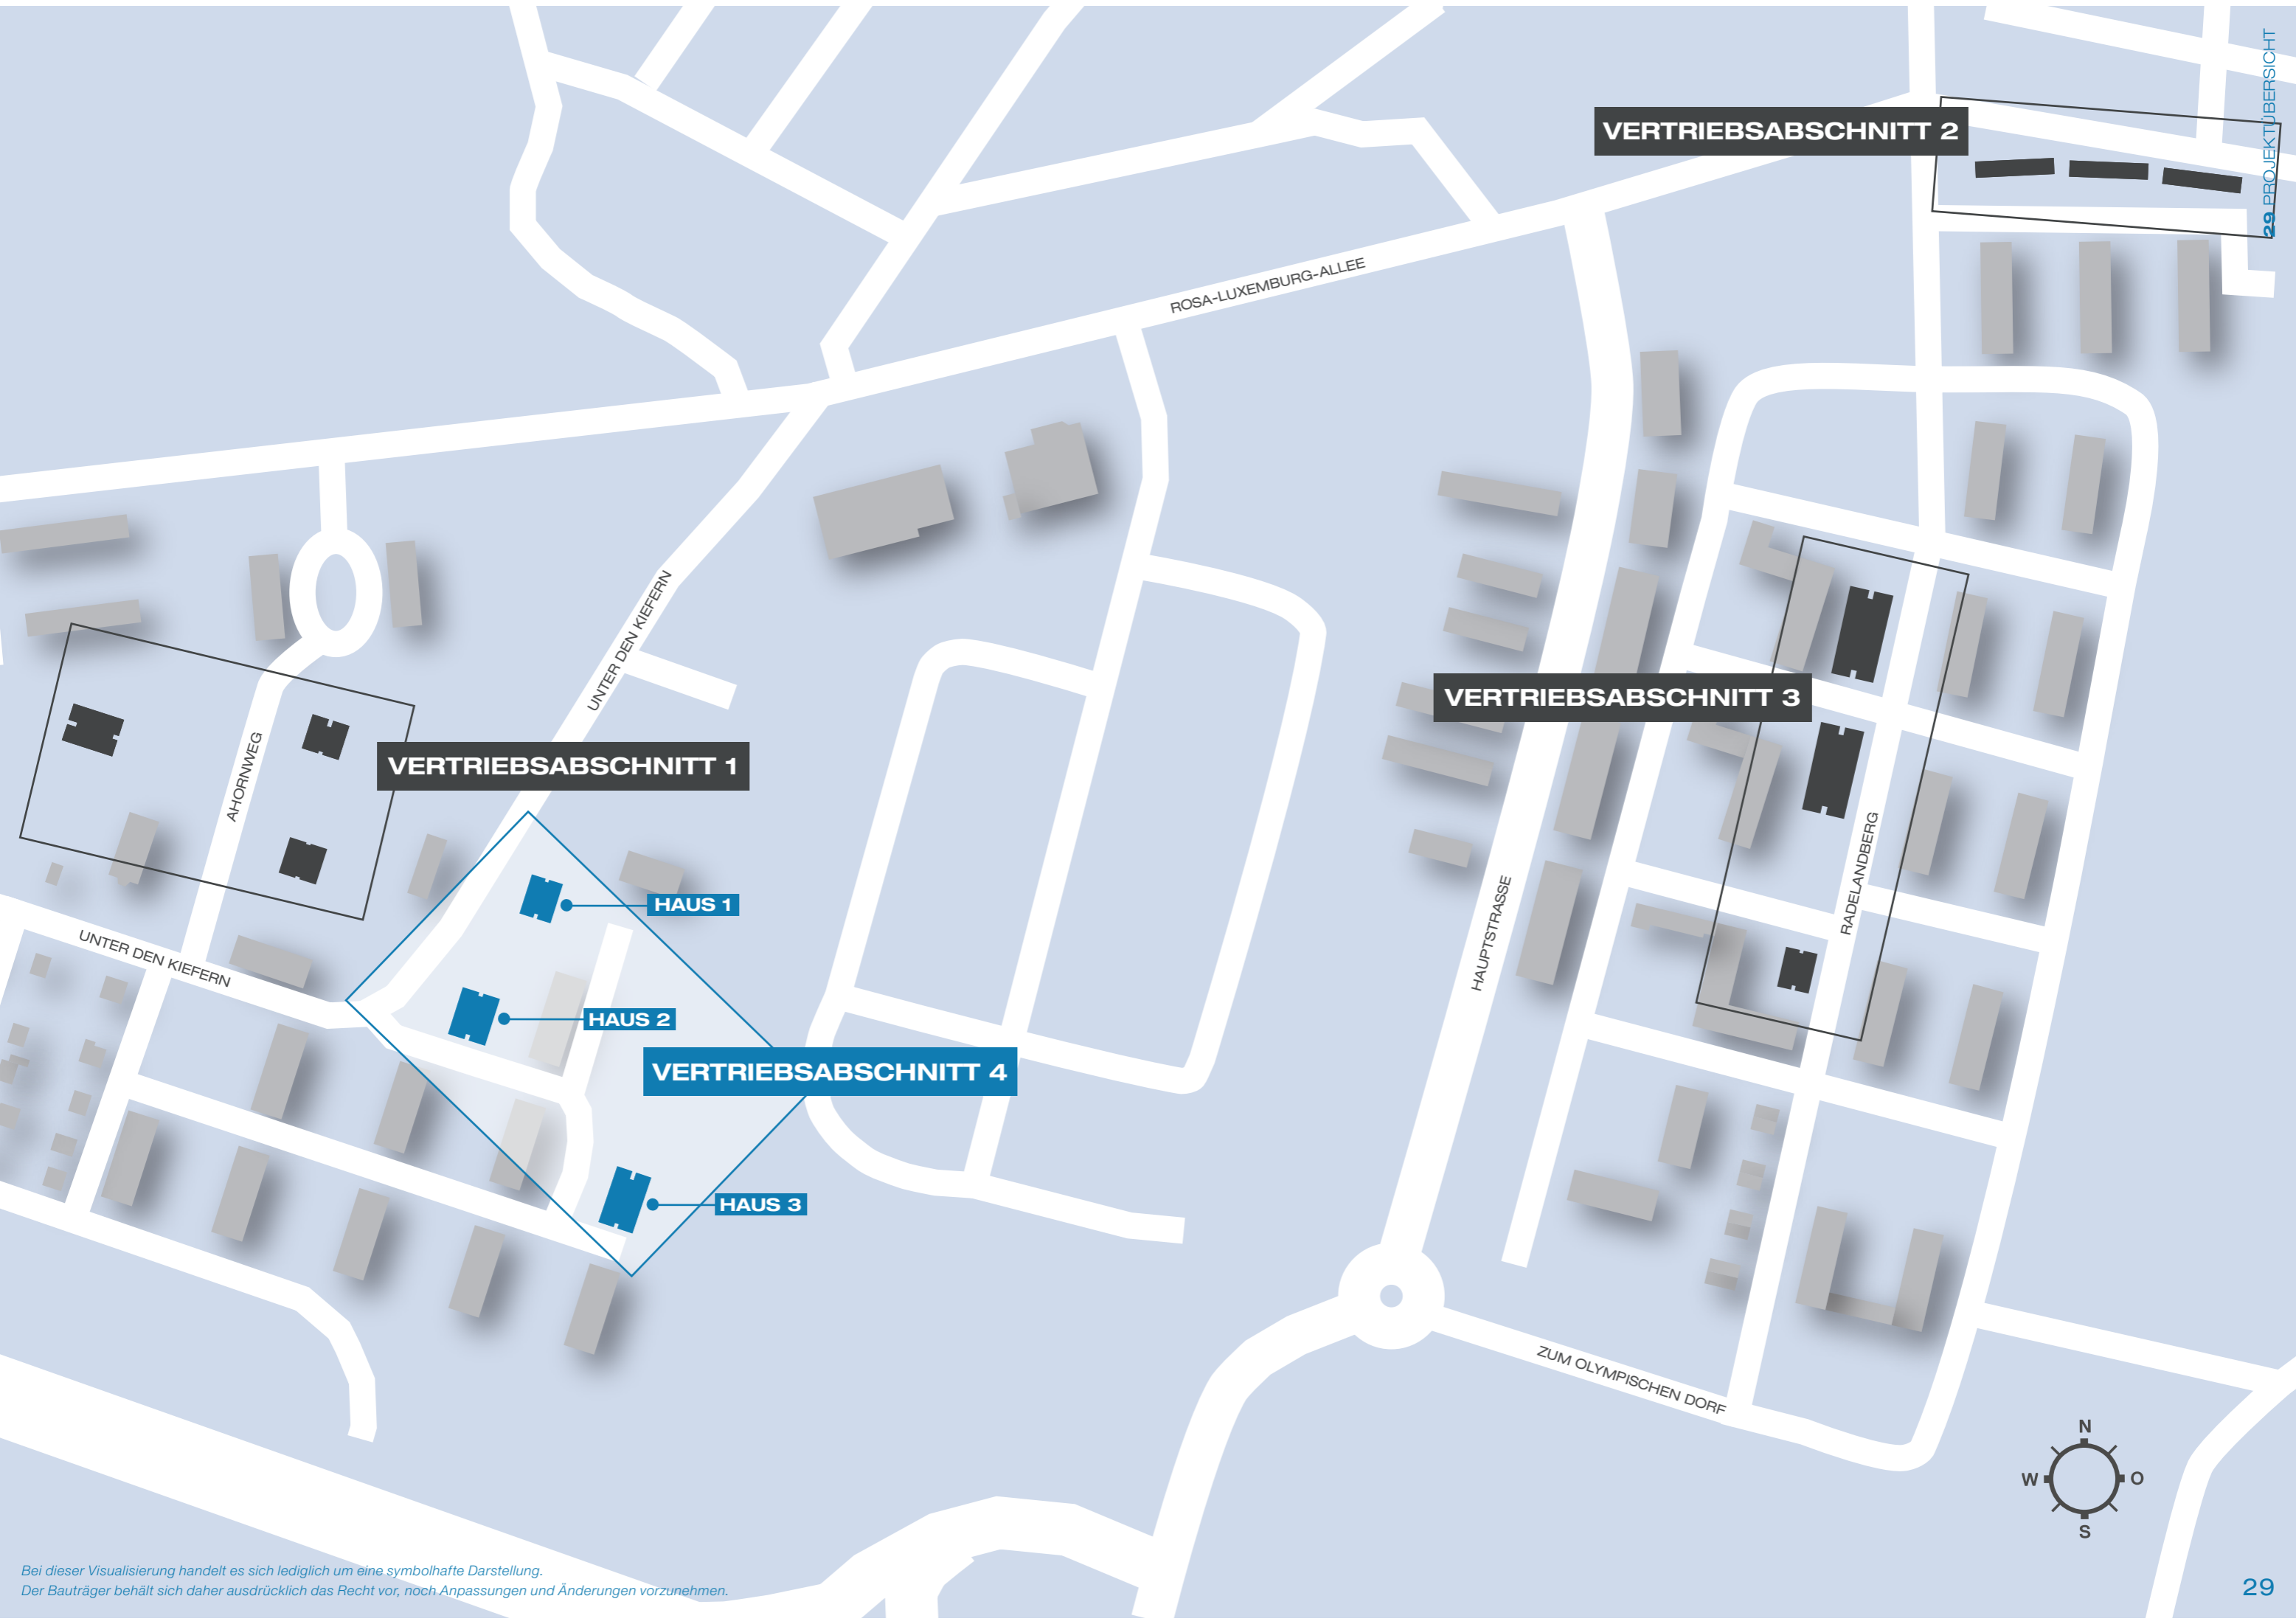 29 PROJEKTÜBERSICHT
VERTRIEBSABSCHNITT 2
ROSA-LUXEMBURG-ALLEE
UNTER DEN KIEFERN
VERTRIEBSABSCHNITT 3
AHORNWEG
VERTRIEBSABSCHNITT 1
RADELANDBERG
HAUPTSTRASSE
HAUS 1
UNTER DEN KIEFERN
HAUS 2
VERTRIEBSABSCHNITT 4
HAUS 3
ZUM OLYMPISCHEN DORF
N
W
O
S
Bei dieser Visualisierung handelt es sich lediglich um eine symbolhafte Darstellung.
Der Bauträger behält sich daher ausdrücklich das Recht vor, noch Anpassungen und Änderungen vorzunehmen.
29